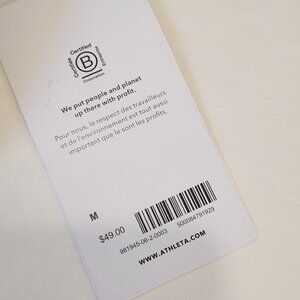 Certified
Certifiée
Entreprise
B
Corporation
We put people and planet
up there with profit.
Pour nous, le respect des travailleurs
et de l'environnement est tout aussi
important que le sont les profits.
M
$49.00
981945-06-2-0003
500084791929
WWW.ATHLETA.COM